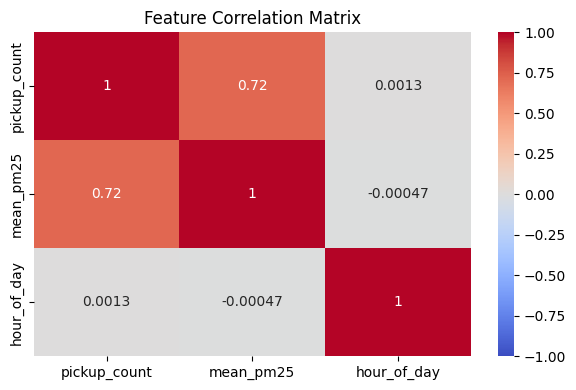 Feature Correlation Matrix
pickup_count
1
0.72
0.0013
mean_pm25
0.72
1
-0.00047
hour_of_day
0.0013
-0.00047
1
pickup_count
mean_pm25
hour_of_day
1.00
0.75
0.50
0.25
0.00
−0.25
−0.50
−0.75
−1.00